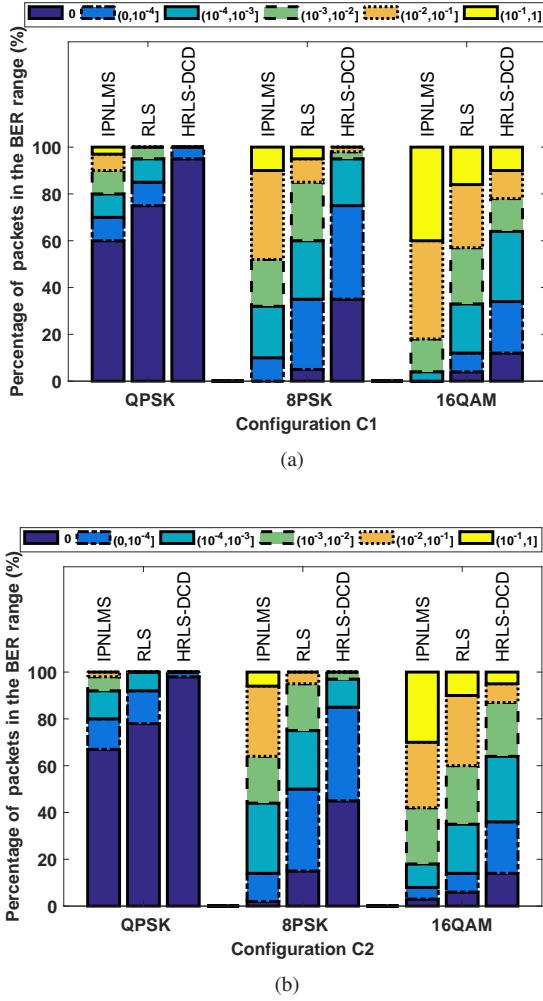 0 (0,10⁻⁴] (10⁻⁴,10⁻³] (10⁻³,10⁻²] (10⁻²,10⁻¹] (10⁻¹,1]
Percentage of packets in the BER range (%)
IPNLMS RLS HRLS-DCD IPNLMS RLS HRLS-DCD IPNLMS RLS HRLS-DCD
100
80
60
40
20
0
QPSK 8PSK 16QAM
Configuration C1
(a)
0 (0,10⁻⁴] (10⁻⁴,10⁻³] (10⁻³,10⁻²] (10⁻²,10⁻¹] (10⁻¹,1]
Percentage of packets in the BER range (%)
IPNLMS RLS HRLS-DCD IPNLMS RLS HRLS-DCD IPNLMS RLS HRLS-DCD
100
80
60
40
20
0
QPSK 8PSK 16QAM
Configuration C2
(b)